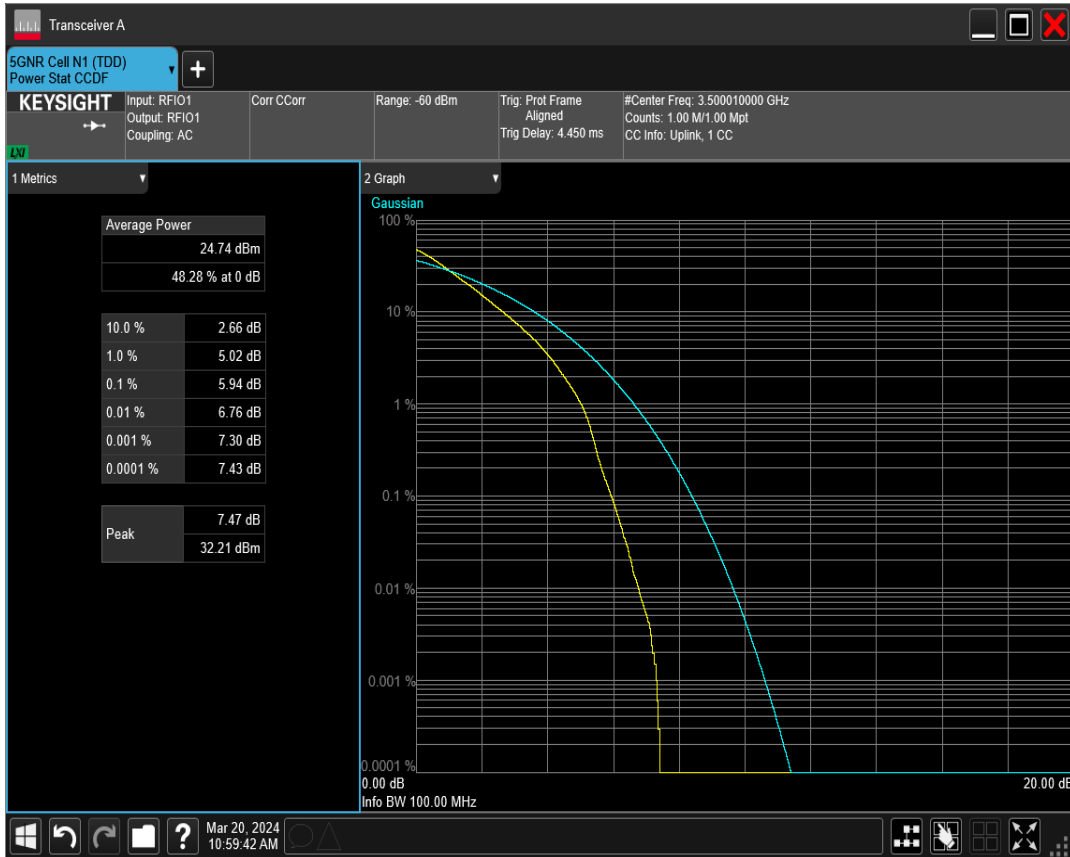 Transceiver A
5GNR Cell N1 (TDD)
Power Stat CCDF
KEYSIGHT
LXI
Input: RFIO1
Output: RFIO1
Coupling: AC
Corr CCorr
Range: -60 dBm
Trig: Prot Frame
Aligned
Trig Delay: 4.450 ms
#Center Freq: 3.500010000 GHz
Counts: 1.00 M/1.00 Mpt
CC Info: Uplink, 1 CC
1 Metrics
Average Power
24.74 dBm
48.28 % at 0 dB
10.0 % 2.66 dB
1.0 % 5.02 dB
0.1 % 5.94 dB
0.01 % 6.76 dB
0.001 % 7.30 dB
0.0001 % 7.43 dB
Peak
7.47 dB
32.21 dBm
2 Graph
Gaussian
100 %
10 %
1 %
0.1 %
0.01 %
0.001 %
0.0001 %
0.00 dB 20.00 dB
Info BW 100.00 MHz
?
Mar 20, 2024
10:59:42 AM